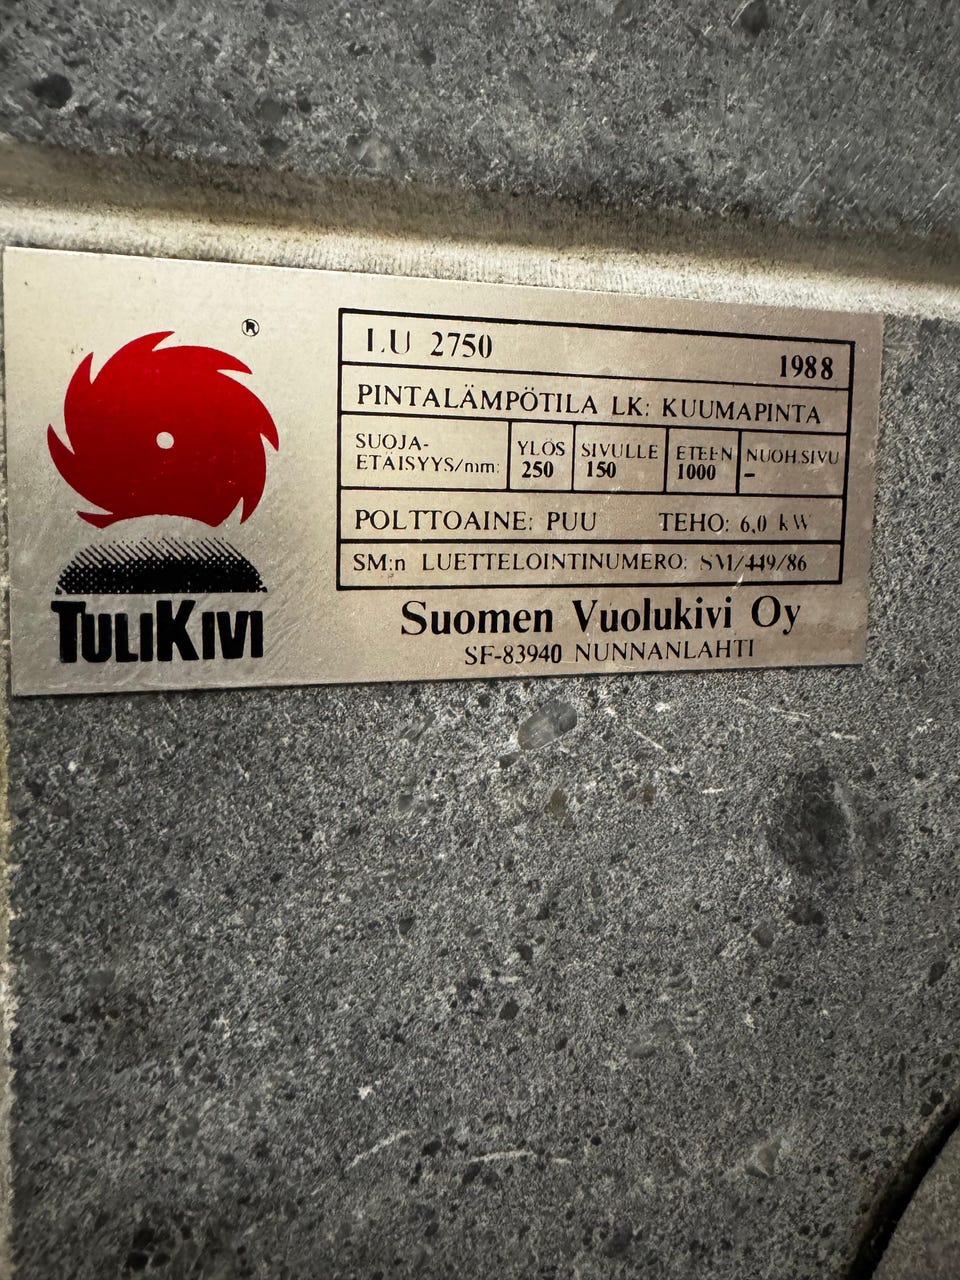 ®
TULIKIVI
LU 2750 1988
PINTALÄMPÖTILA LK: KUUMAPINTA
SUOJA-
ETÄISYYS/mm:
YLÖS
250
SIVULLE
150
ETEEN
1000
NUOH.SIVU
–
POLTTOAINE: PUU TEHO: 6,0 kW
SM:n LUETTELOINTINUMERO: SM/449/86
Suomen Vuolukivi Oy
SF-83940 NUNNANLAHTI